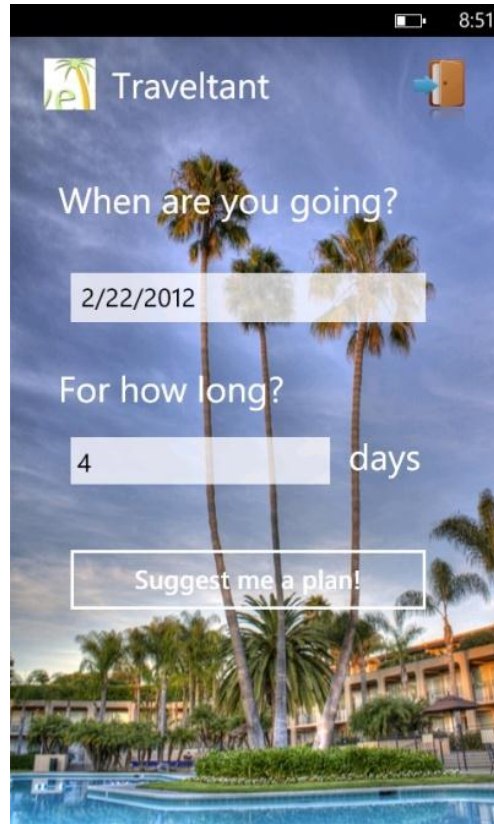 8:51
Traveltant
When are you going?
2/22/2012
For how long?
4 days
Suggest me a plan!